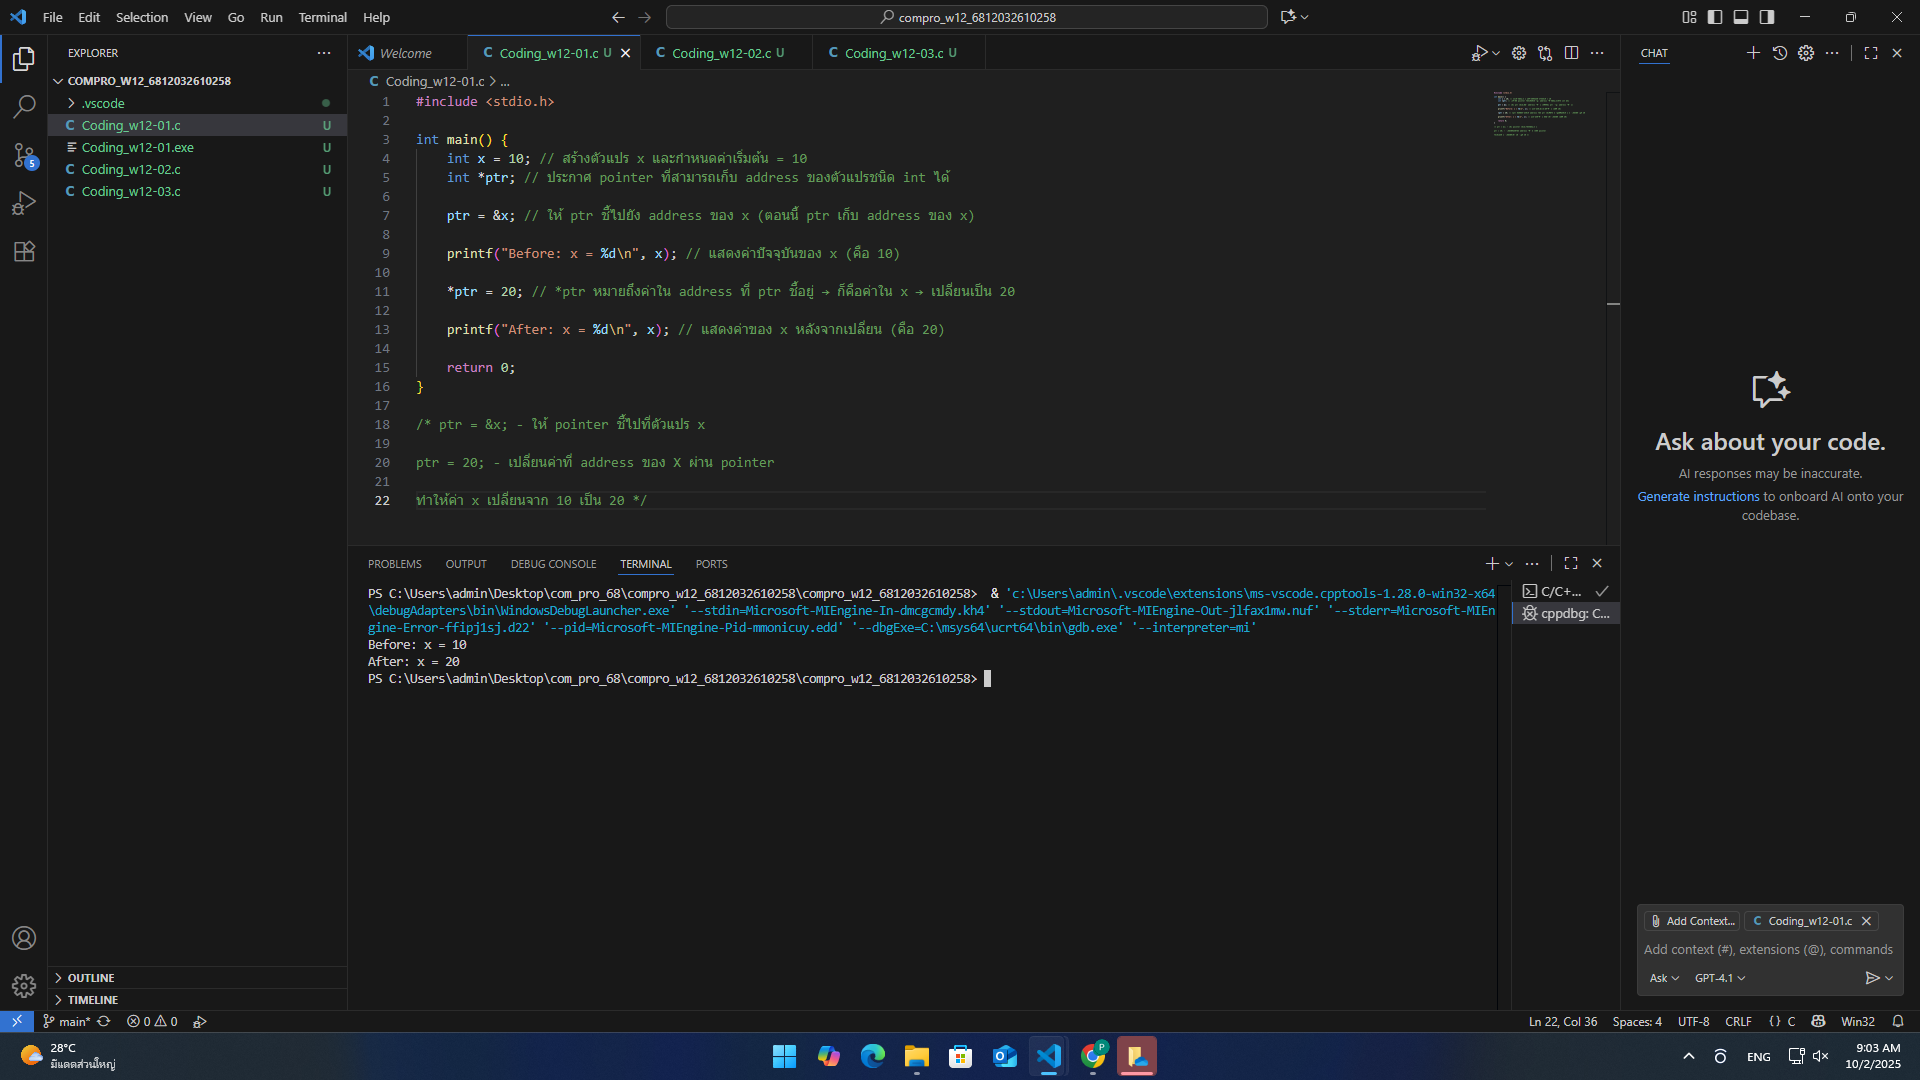 File Edit Selection View Go Run Terminal Help
compro_w12_6812032610258
EXPLORER
COMPRO_W12_6812032610258
.vscode
C Coding_w12-01.c U
Coding_w12-01.exe U
C Coding_w12-02.c U
C Coding_w12-03.c U
OUTLINE
TIMELINE
5
Welcome
C Coding_w12-01.c U
C Coding_w12-02.c U
C Coding_w12-03.c U
C Coding_w12-01.c > ...
1 #include <stdio.h>
2
3 int main() {
4 int x = 10; // สร้างตัวแปร x และกำหนดค่าเริ่มต้น = 10
5 int *ptr; // ประกาศ pointer ที่สามารถเก็บ address ของตัวแปรชนิด int ได้
6
7 ptr = &x; // ให้ ptr ชี้ไปยัง address ของ x (ตอนนี้ ptr เก็บ address ของ x)
8
9 printf("Before: x = %d\n", x); // แสดงค่าปัจจุบันของ x (คือ 10)
10
11 *ptr = 20; // *ptr หมายถึงค่าใน address ที่ ptr ชี้อยู่ → ก็คือค่าใน x → เปลี่ยนเป็น 20
12
13 printf("After: x = %d\n", x); // แสดงค่าของ x หลังจากเปลี่ยน (คือ 20)
14
15 return 0;
16 }
17
18 /* ptr = &x; - ให้ pointer ชี้ไปที่ตัวแปร x
19
20 ptr = 20; - เปลี่ยนค่าที่ address ของ X ผ่าน pointer
21
22 ทำให้ค่า x เปลี่ยนจาก 10 เป็น 20 */
PROBLEMS OUTPUT DEBUG CONSOLE TERMINAL PORTS
PS C:\Users\admin\Desktop\com_pro_68\compro_w12_6812032610258\compro_w12_6812032610258> & 'c:\Users\admin\.vscode\extensions\ms-vscode.cpptools-1.28.0-win32-x64
\debugAdapters\bin\WindowsDebugLauncher.exe' '--stdin=Microsoft-MIEngine-In-dmcgcmdy.kh4' '--stdout=Microsoft-MIEngine-Out-jlfax1mw.nuf' '--stderr=Microsoft-MIEn
gine-Error-ffipj1sj.d22' '--pid=Microsoft-MIEngine-Pid-mmonicuy.edd' '--dbgExe=C:\msys64\ucrt64\bin\gdb.exe' '--interpreter=mi'
Before: x = 10
After: x = 20
PS C:\Users\admin\Desktop\com_pro_68\compro_w12_6812032610258\compro_w12_6812032610258>
C/C+...
cppdbg: C...
CHAT
Ask about your code.
AI responses may be inaccurate.
Generate instructions to onboard AI onto your
codebase.
Add Context... C Coding_w12-01.c
Add context (#), extensions (@), commands
Ask GPT-4.1
main* 0 0
Ln 22, Col 36 Spaces: 4 UTF-8 CRLF {} C Win32
28°C
มีแดดส่วนใหญ่
P
ENG
9:03 AM
10/2/2025